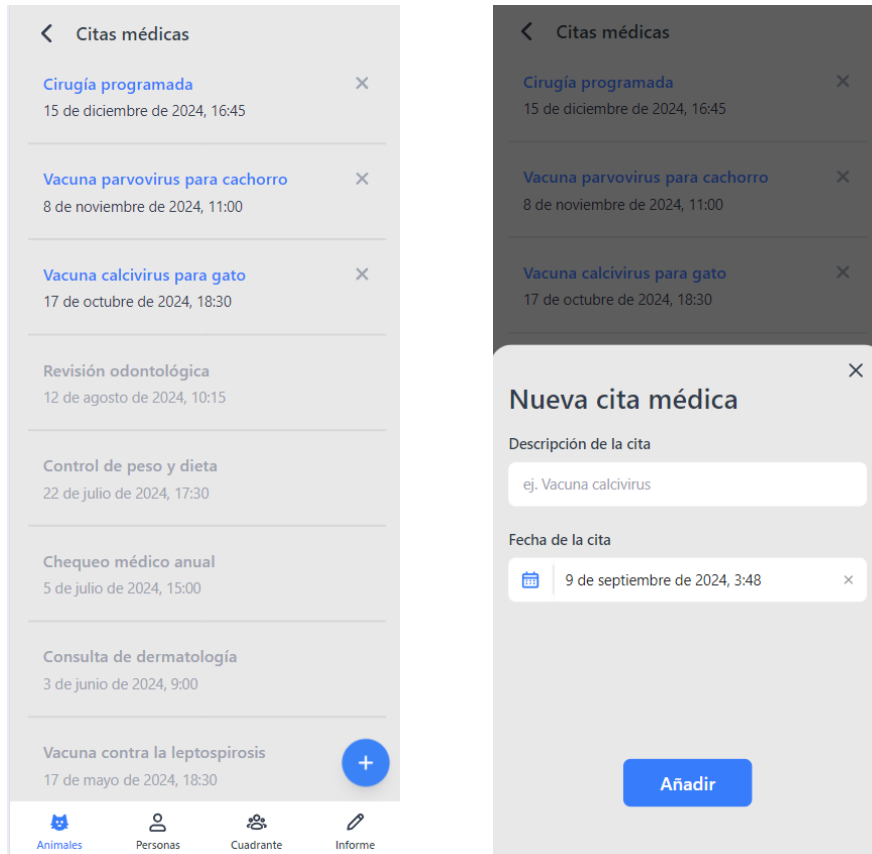 Citas médicas
Cirugía programada
15 de diciembre de 2024, 16:45
Vacuna parvovirus para cachorro
8 de noviembre de 2024, 11:00
Vacuna calcivirus para gato
17 de octubre de 2024, 18:30
Revisión odontológica
12 de agosto de 2024, 10:15
Control de peso y dieta
22 de julio de 2024, 17:30
Chequeo médico anual
5 de julio de 2024, 15:00
Consulta de dermatología
3 de junio de 2024, 9:00
Vacuna contra la leptospirosis
17 de mayo de 2024, 18:30
Animales Personas Cuadrante Informe
Citas médicas
Cirugía programada
15 de diciembre de 2024, 16:45
Vacuna parvovirus para cachorro
8 de noviembre de 2024, 11:00
Vacuna calcivirus para gato
17 de octubre de 2024, 18:30
Nueva cita médica
Descripción de la cita
ej. Vacuna calcivirus
Fecha de la cita
9 de septiembre de 2024, 3:48
Añadir